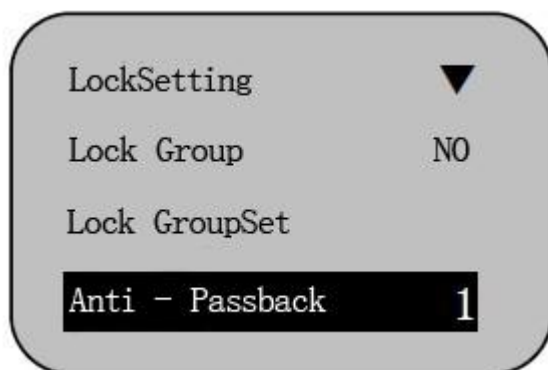 LockSetting ▼
Lock Group NO
Lock GroupSet
Anti - Passback 1